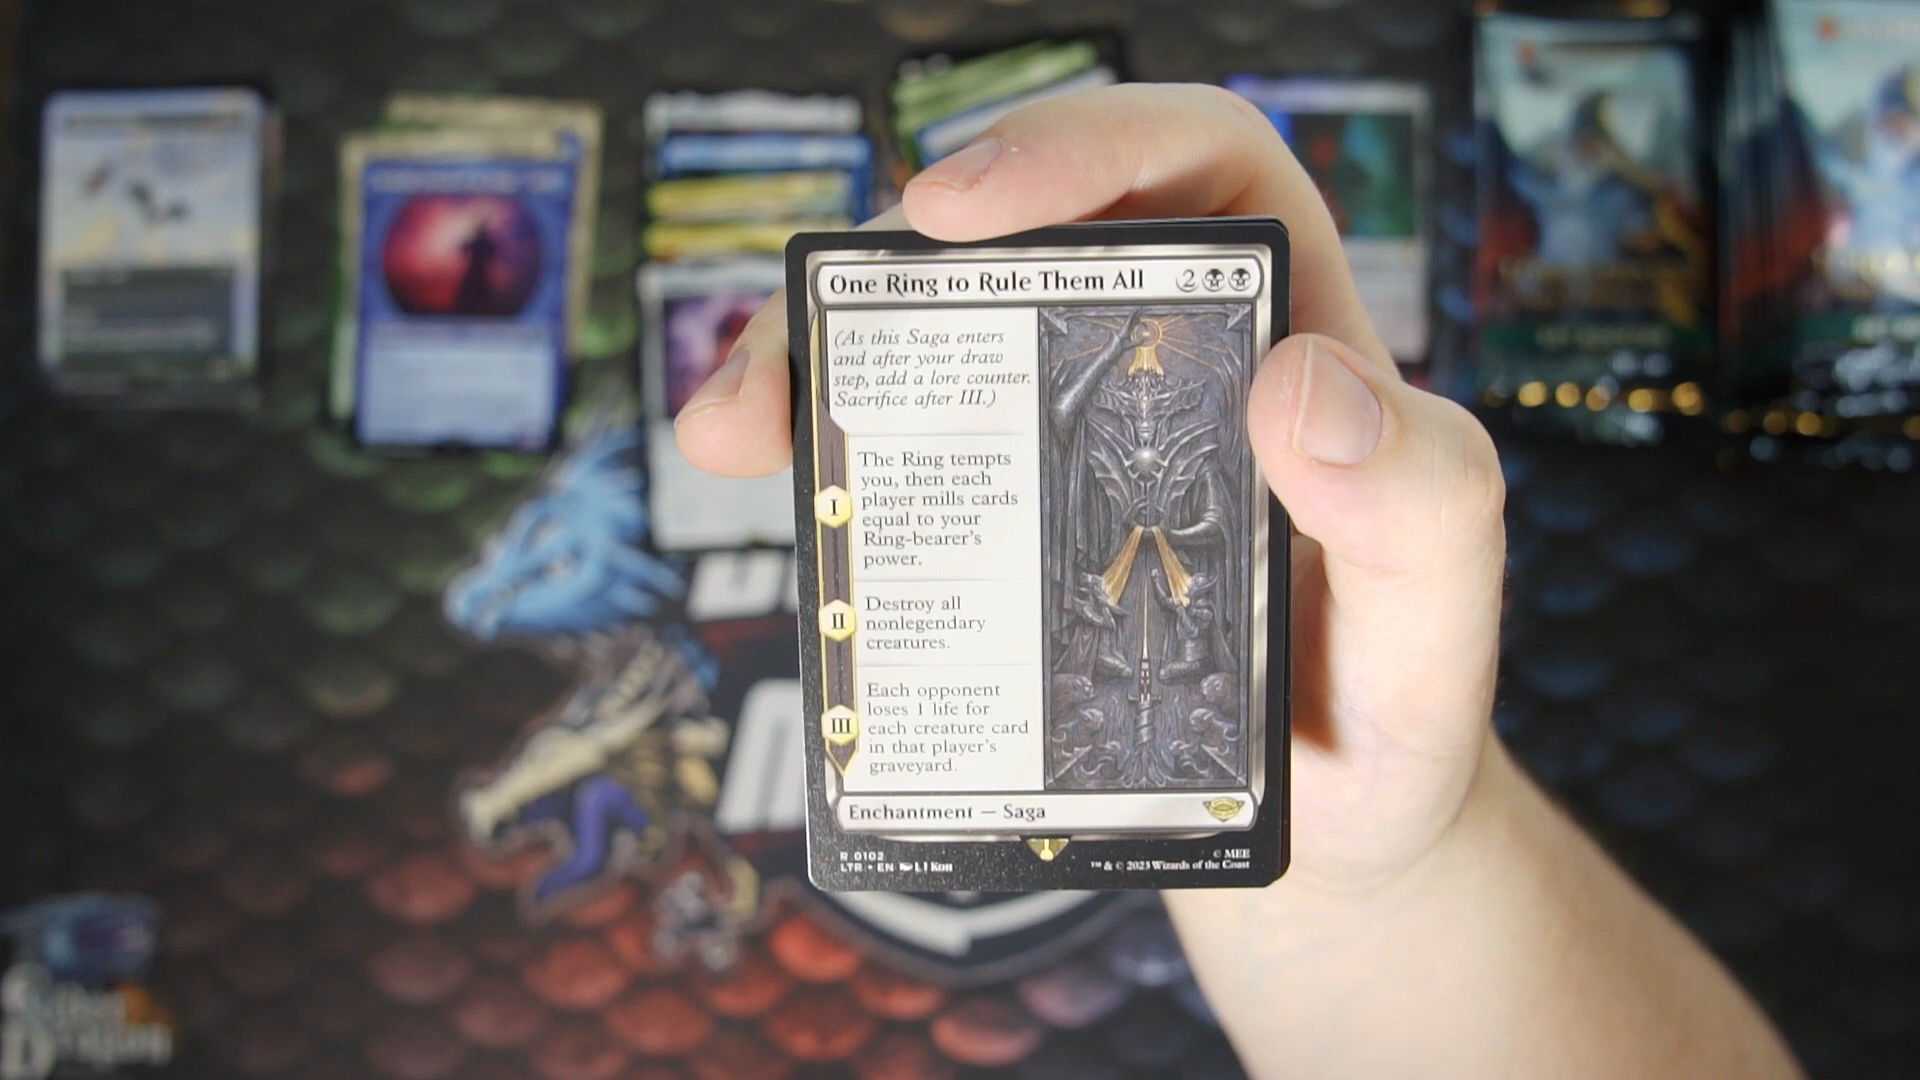 One Ring to Rule Them All 2
(As this Saga enters
and after your draw
step, add a lore counter.
Sacrifice after III.)
I
The Ring tempts
you, then each
player mills cards
equal to your
Ring-bearer's
power.
II
Destroy all
nonlegendary
creatures.
III
Each opponent
loses 1 life for
each creature card
in that player's
graveyard.
Enchantment — Saga
R 0102
LTR • EN LI Kon
© MEE
™ & © 2023 Wizards of the Coast